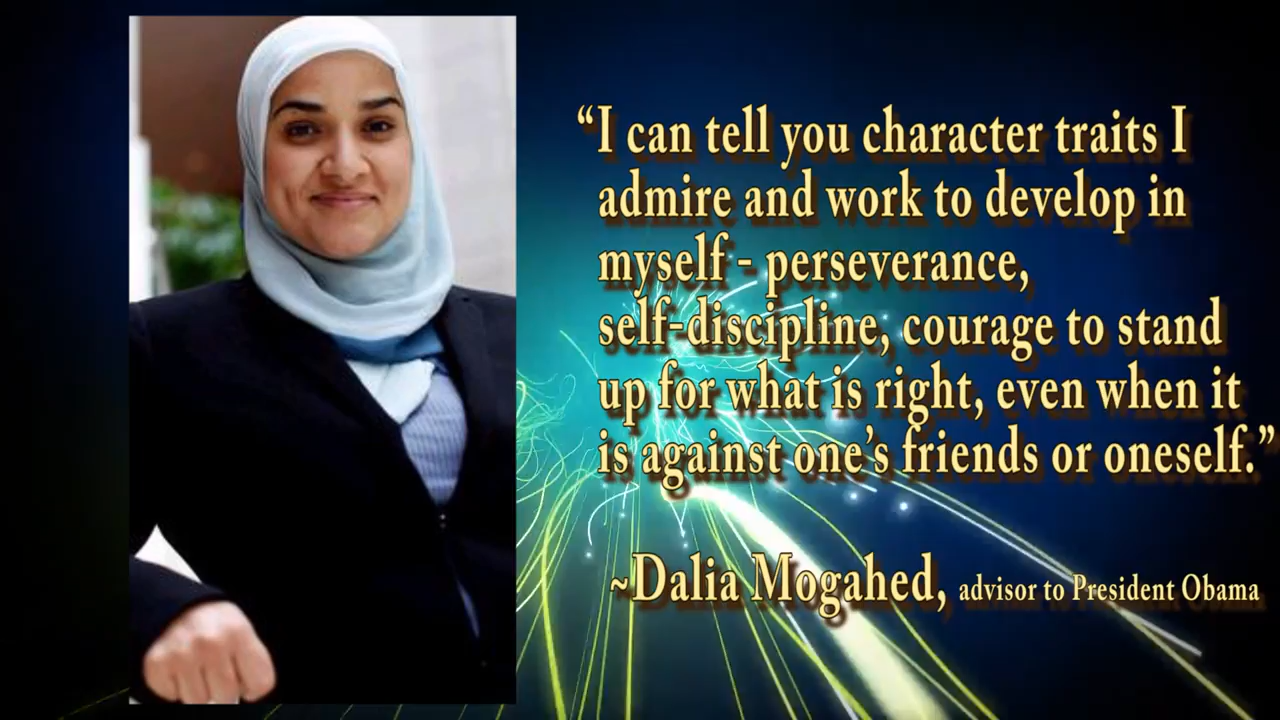 “I can tell you character traits I
admire and work to develop in
myself - perseverance,
self-discipline, courage to stand
up for what is right, even when it
is against one’s friends or oneself.”
~Dalia Mogahed, advisor to President Obama